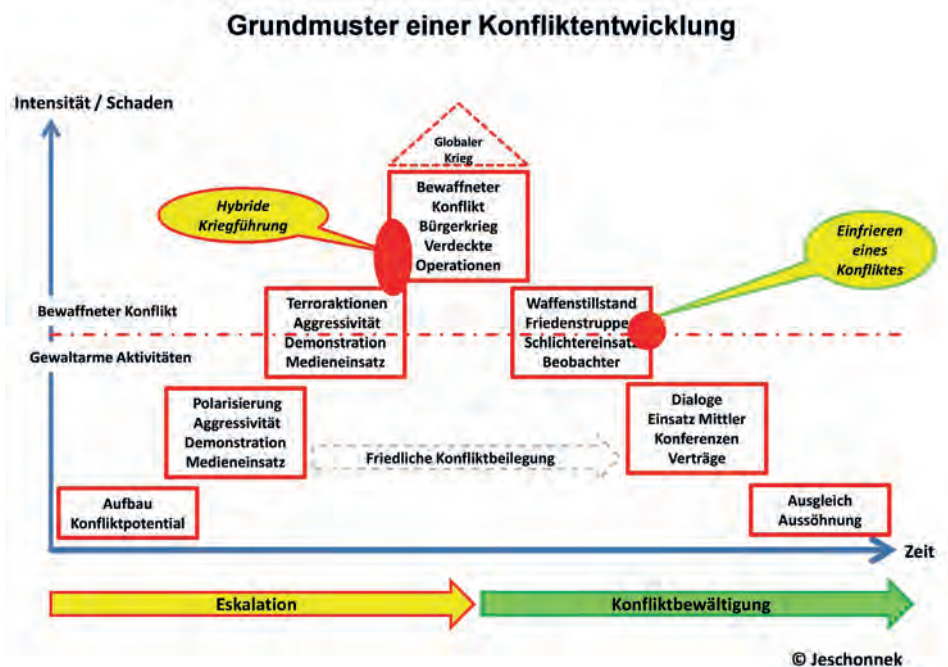 Grundmuster einer Konfliktentwicklung
Intensität / Schaden
Globaler
Krieg
Bewaffneter
Konflikt
Bürgerkrieg
Verdeckte
Operationen
Hybride
Kriegführung
Einfrieren
eines
Konfliktes
Bewaffneter Konflikt
Gewaltarme Aktivitäten
Terroraktionen
Aggressivität
Demonstration
Medieneinsatz
Waffenstillstand
Friedenstruppe
Schlichtereinsatz
Beobachter
Polarisierung
Aggressivität
Demonstration
Medieneinsatz
Friedliche Konfliktbeilegung
Dialoge
Einsatz Mittler
Konferenzen
Verträge
Aufbau
Konfliktpotential
Ausgleich
Aussöhnung
Zeit
Eskalation
Konfliktbewältigung
© Jeschonnek